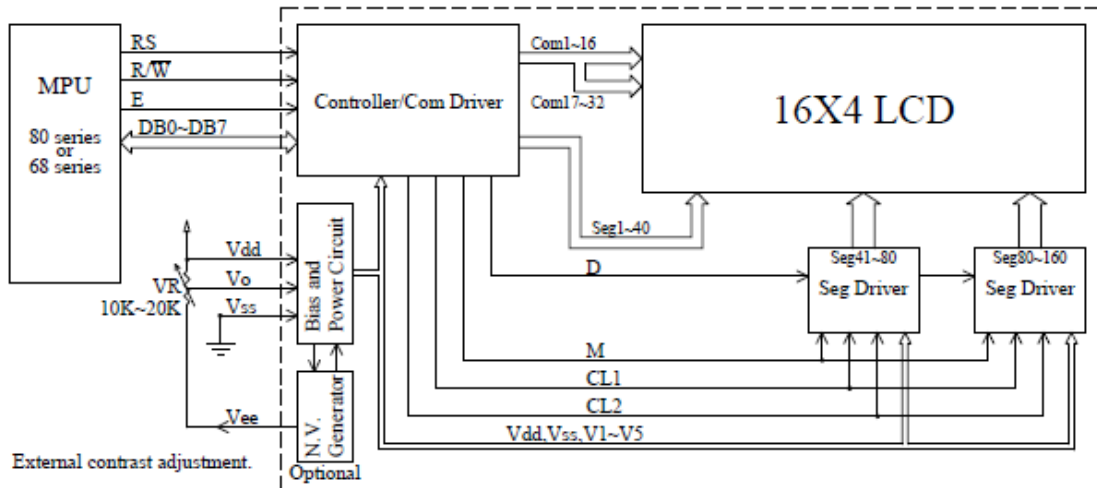 MPU
80 series
or
68 series
RS
R/W̅
E
DB0~DB7
Controller/Com Driver
Com1~16
Com17~32
16X4 LCD
Seg1~40
Vdd
VR
Vo
10K~20K
Vss
Bias and
Power Circuit
D
Seg41~80
Seg Driver
Seg80~160
Seg Driver
M
CL1
CL2
Vee
N.V.
Generator
Vdd,Vss,V1~V5
External contrast adjustment.
Optional